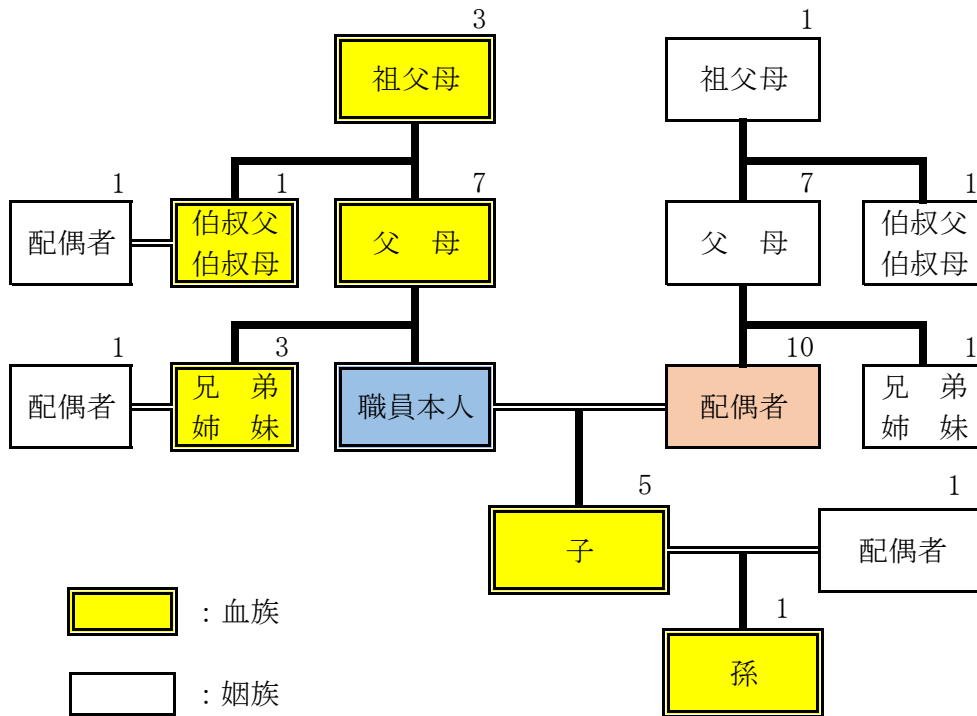 3
1
祖父母
祖父母
1
1
7
7
1
配偶者
伯叔父
伯叔母
父 母
父 母
伯叔父
伯叔母
1
3
10
1
配偶者
兄 弟
姉 妹
職員本人
配偶者
兄 弟
姉 妹
5
1
子
配偶者
:血族
1
孫
:姻族